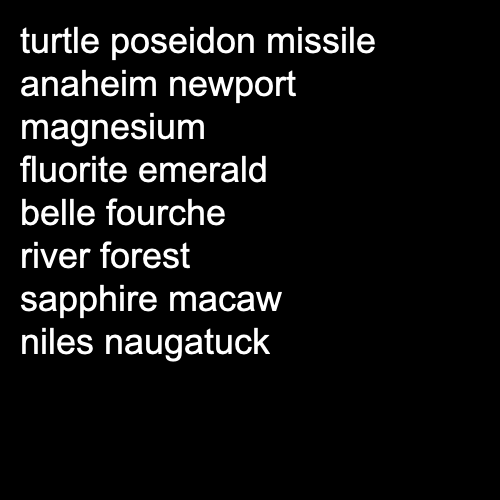 turtle poseidon missile
anaheim newport
magnesium
fluorite emerald
belle fourche
river forest
sapphire macaw
niles naugatuck